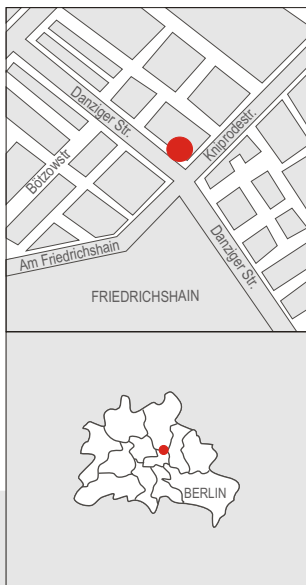 Danziger Str.
Kniprodestr.
Bötzowstr.
Am Friedrichshain
Danziger Str.
FRIEDRICHSHAIN
BERLIN